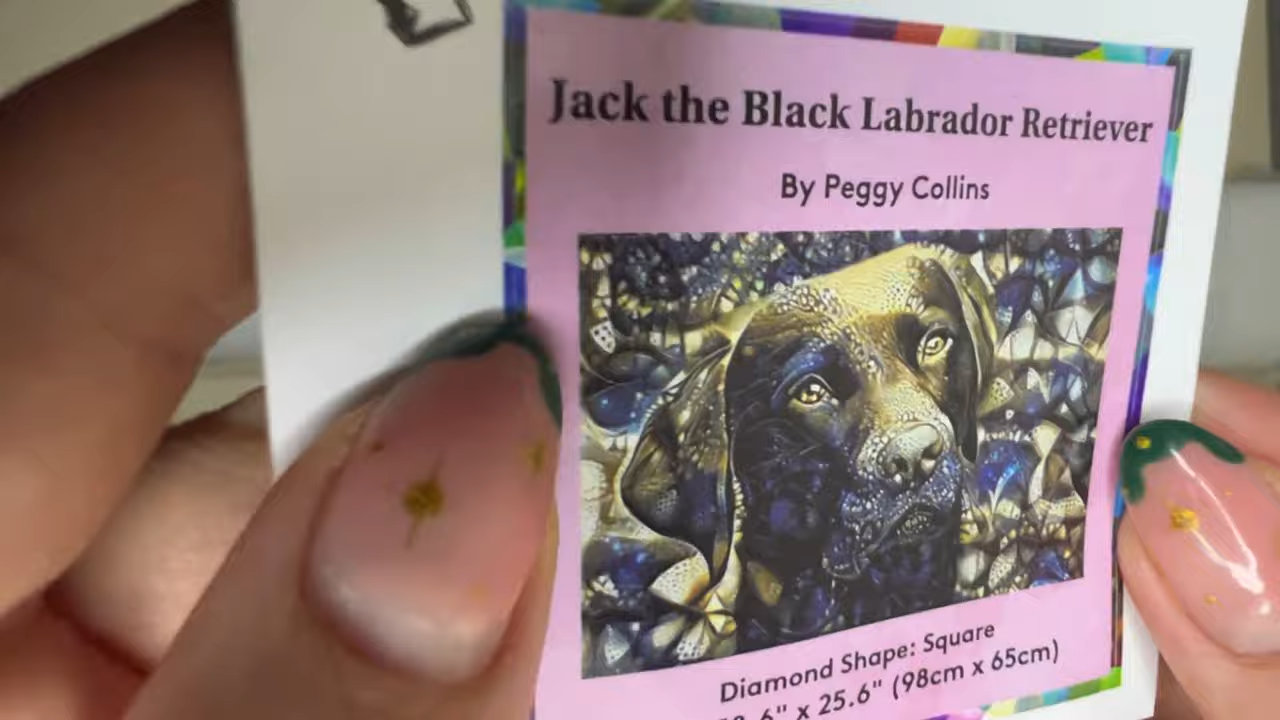 Jack the Black Labrador Retriever
By Peggy Collins
Diamond Shape: Square
x 25.6" (98cm x 65cm)